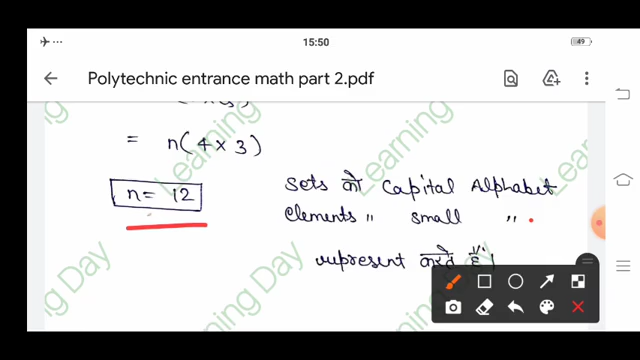 15:50
49
Polytechnic entrance math part 2.pdf
= n(4×3)
n= 12
Sets को Capital Alphabet
elements " small "
represent करते हैं।
Learning Day